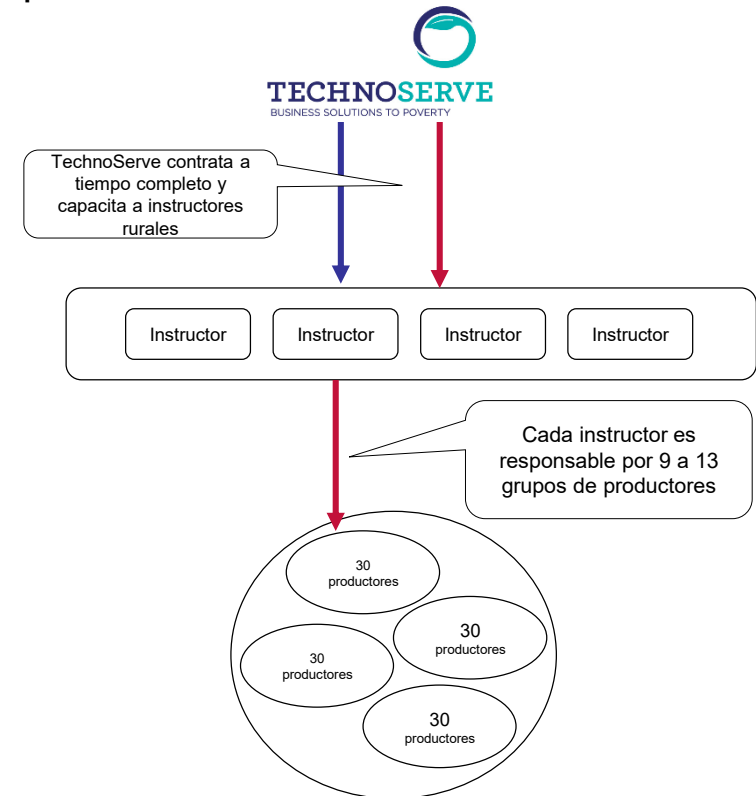 TECHNOSERVE
BUSINESS SOLUTIONS TO POVERTY
TechnoServe contrata a
tiempo completo y
capacita a instructores
rurales
Instructor
Instructor
Instructor
Instructor
Cada instructor es
responsable por 9 a 13
grupos de productores
30
productores
30
productores
30
productores
30
productores